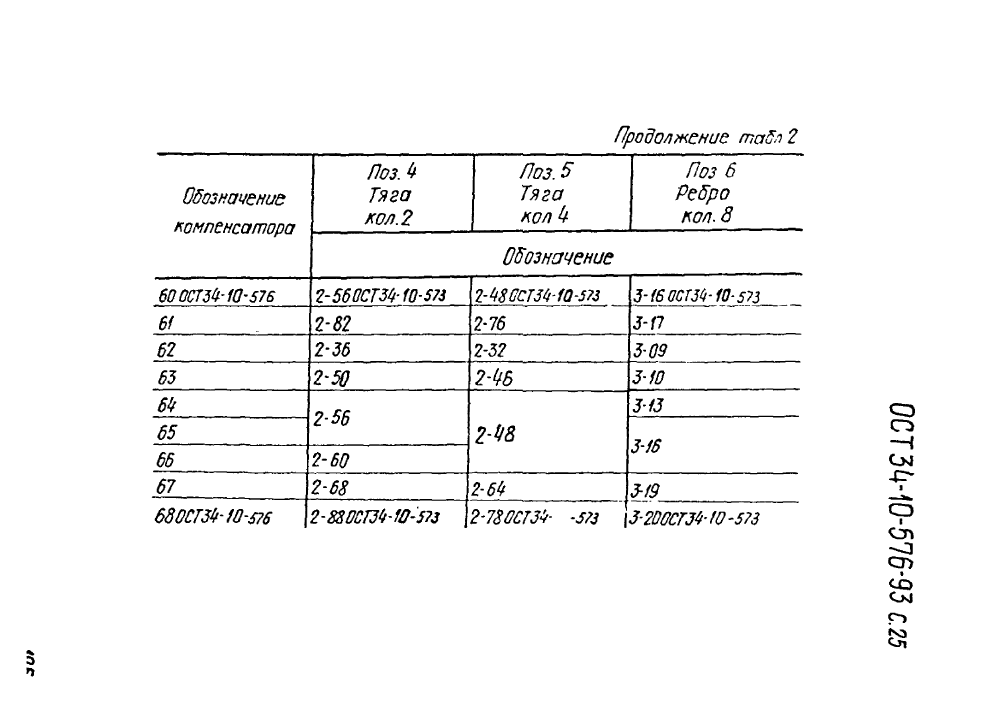 Продолжение табл 2
Обозначение компенсатора | Поз. 4 Тяга кол. 2 | Поз. 5 Тяга кол 4 | Поз 6 Ребро кол. 8
Обозначение
60 ОСТ34-10-576 | 2-56 ОСТ34-10-573 | 2-48 ОСТ34-10-573 | 3-16 ОСТ34-10-573
61 | 2-82 | 2-76 | 3-17
62 | 2-36 | 2-32 | 3-09
63 | 2-50 | 2-46 | 3-10
64 | 2-56 | 2-48 | 3-13
65 | 3-16
66 | 2-60
67 | 2-68 | 2-64 | 3-19
68 ОСТ34-10-576 | 2-88 ОСТ34-10-573 | 2-78 ОСТ34- -573 | 3-20 ОСТ34-10-573
ОСТ 34-10-576-93 с.25